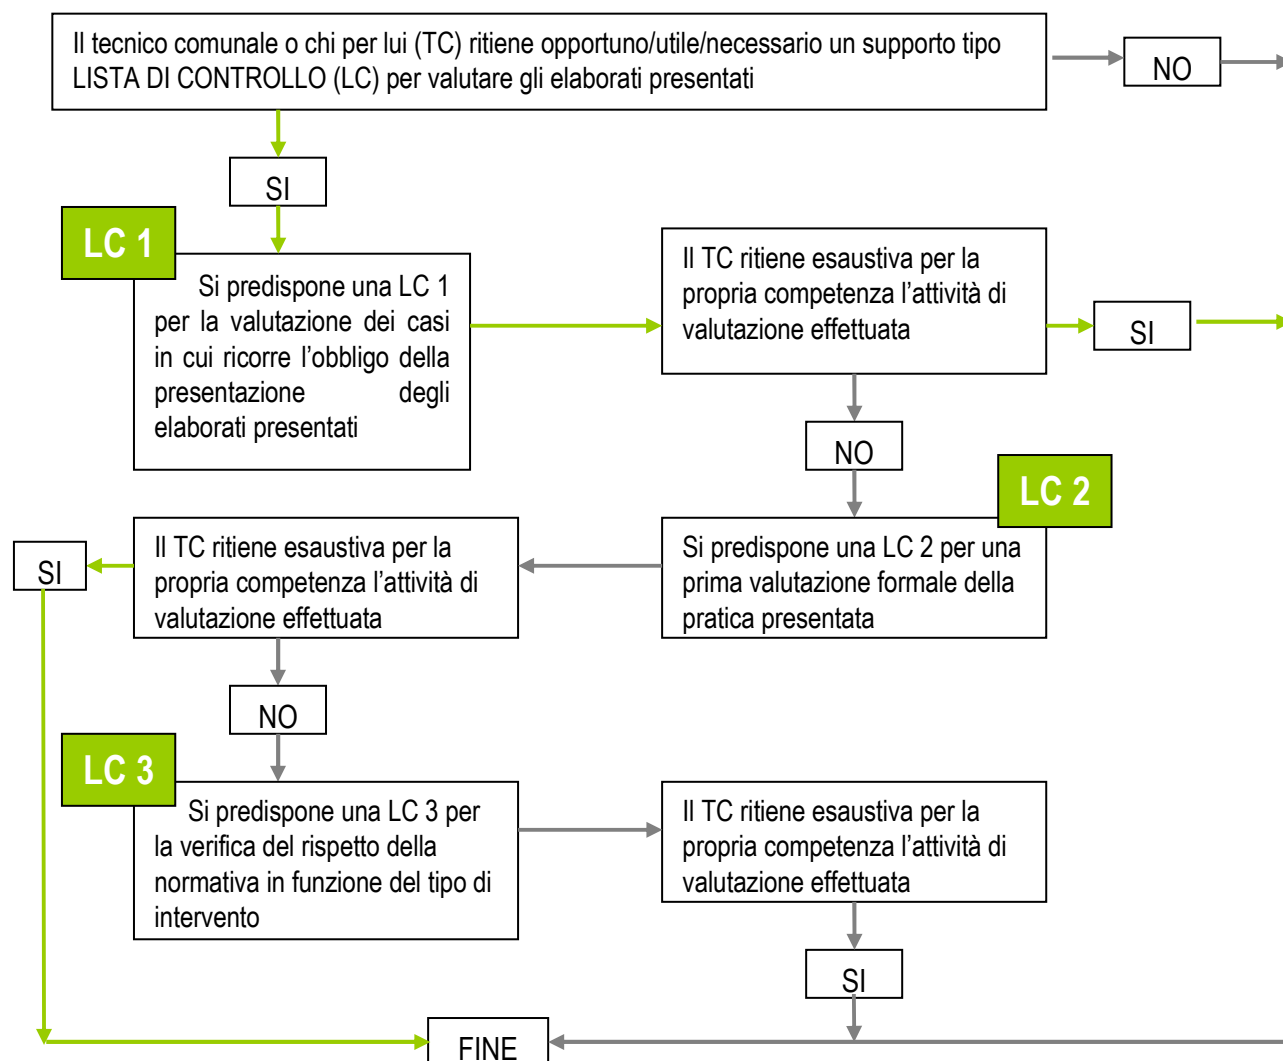 Il tecnico comunale o chi per lui (TC) ritiene opportuno/utile/necessario un supporto tipo
LISTA DI CONTROLLO (LC) per valutare gli elaborati presentati
NO
SI
LC 1
Si predispone una LC 1
per la valutazione dei casi
in cui ricorre l’obbligo della
presentazione degli
elaborati presentati
Il TC ritiene esaustiva per la
propria competenza l’attività di
valutazione effettuata
SI
NO
LC 2
Si predispone una LC 2 per una
prima valutazione formale della
pratica presentata
Il TC ritiene esaustiva per la
propria competenza l’attività di
valutazione effettuata
SI
NO
LC 3
Si predispone una LC 3 per
la verifica del rispetto della
normativa in funzione del tipo di
intervento
Il TC ritiene esaustiva per la
propria competenza l’attività di
valutazione effettuata
SI
FINE